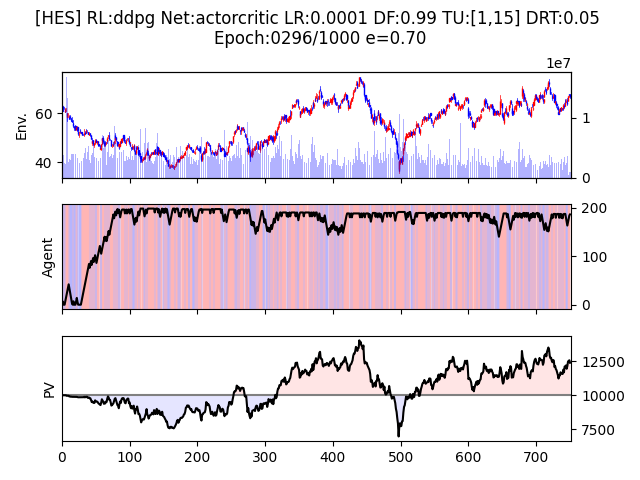 [HES] RL:ddpg Net:actorcritic LR:0.0001 DF:0.99 TU:[1,15] DRT:0.05
Epoch:0296/1000 e=0.70
1e7
Env.
60
40
1
0
Agent
200
100
0
PV
12500
10000
7500
0 100 200 300 400 500 600 700